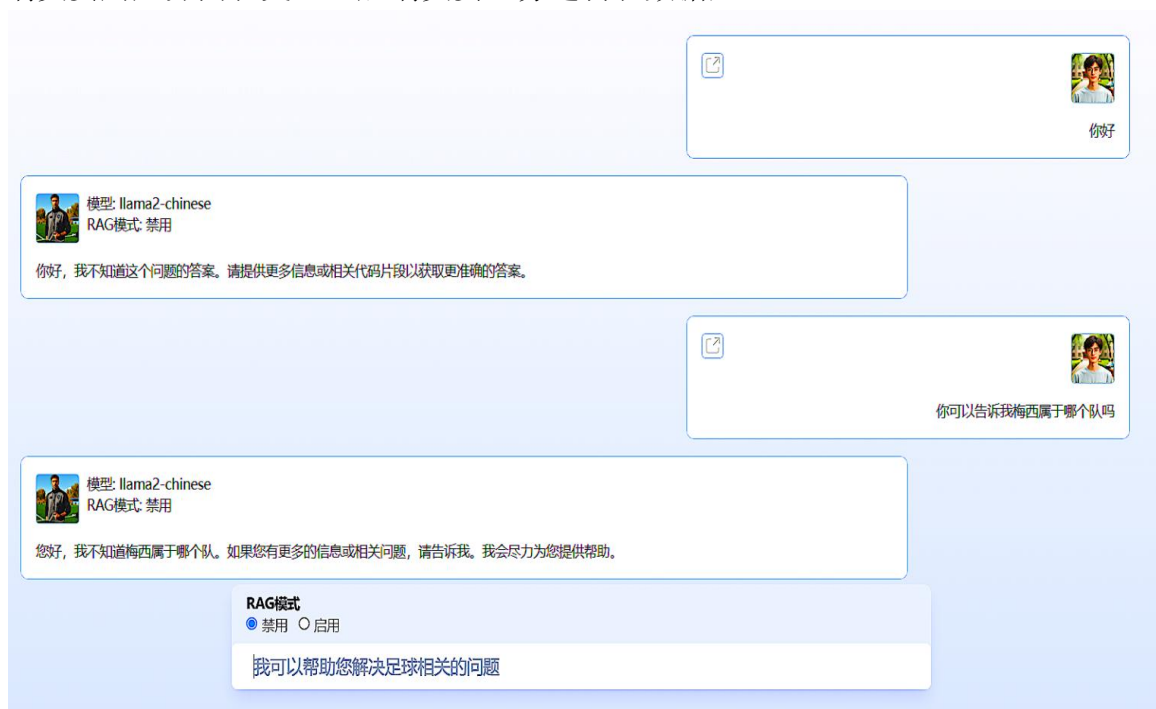 你好
模型: llama2-chinese
RAG模式: 禁用
你好，我不知道这个问题的答案。请提供更多信息或相关代码片段以获取更准确的答案。
你可以告诉我梅西属于哪个队吗
模型: llama2-chinese
RAG模式: 禁用
您好，我不知道梅西属于哪个队。如果您有更多的信息或相关问题，请告诉我。我会尽力为您提供帮助。
RAG模式
禁用 启用
我可以帮助您解决足球相关的问题